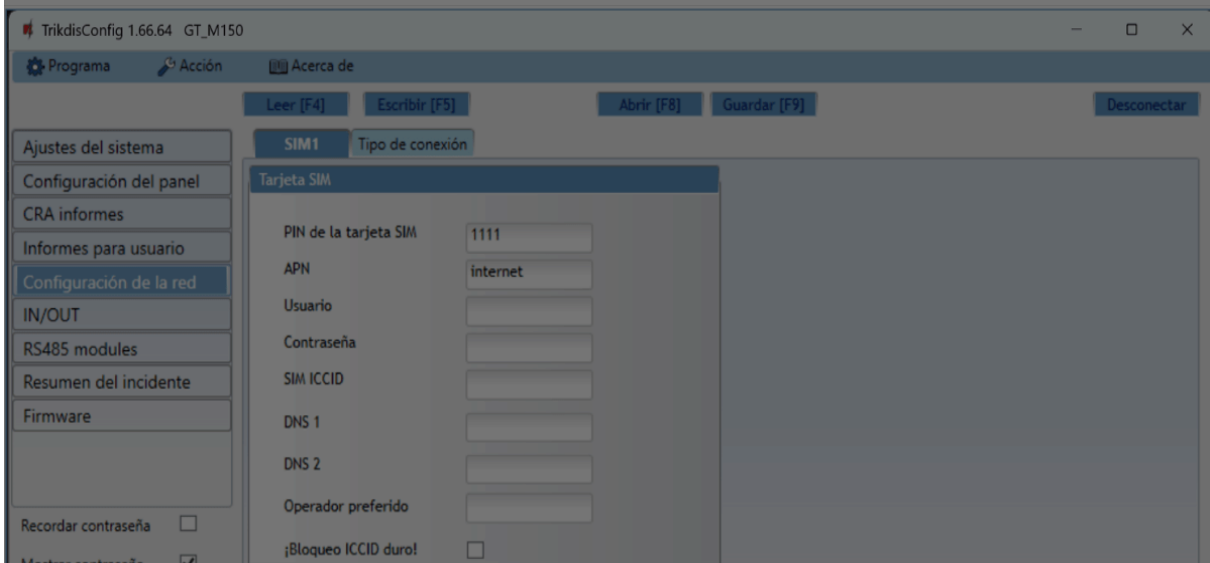 TrikdisConfig 1.66.64 GT_M150
Programa Acción Acerca de
Leer [F4] Escribir [F5] Abrir [F8] Guardar [F9] Desconectar
Ajustes del sistema
Configuración del panel
CRA informes
Informes para usuario
Configuración de la red
IN/OUT
RS485 modules
Resumen del incidente
Firmware
Recordar contraseña
Mostrar contraseña
SIM1 Tipo de conexión
Tarjeta SIM
PIN de la tarjeta SIM 1111
APN internet
Usuario
Contraseña
SIM ICCID
DNS 1
DNS 2
Operador preferido
¡Bloqueo ICCID duro!